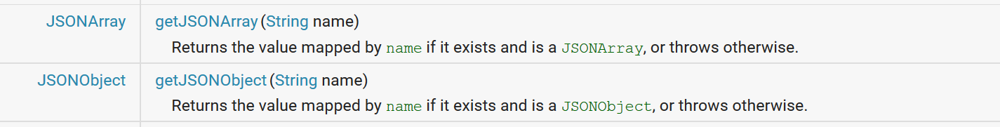 JSONArray getJSONArray(String name)
Returns the value mapped by name if it exists and is a JSONArray, or throws otherwise.
JSONObject getJSONObject(String name)
Returns the value mapped by name if it exists and is a JSONObject, or throws otherwise.